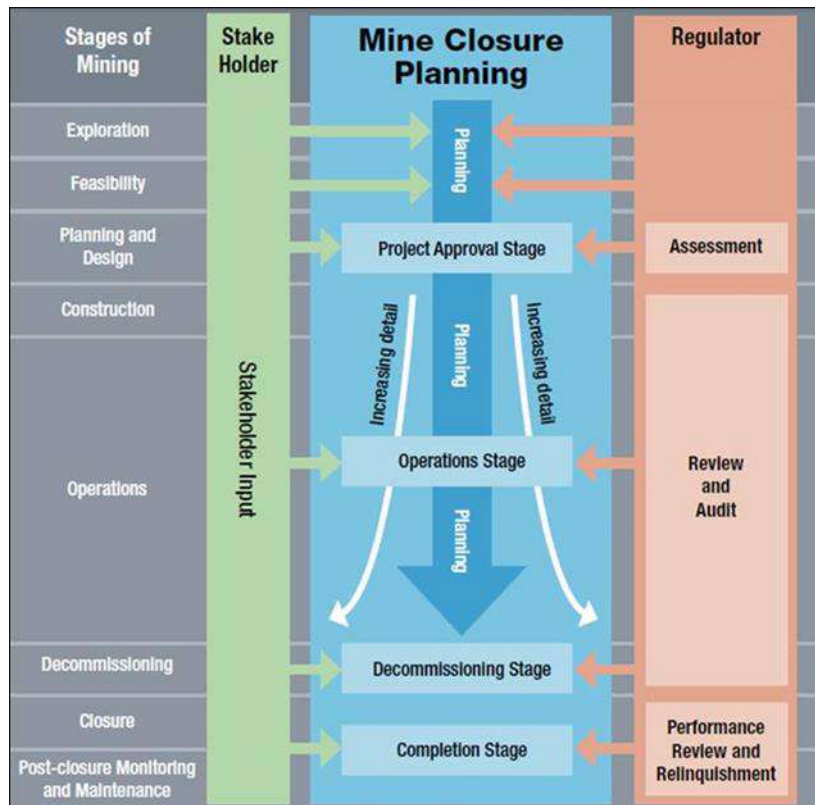 Stages of
Mining
Stake
Holder
Mine Closure
Planning
Regulator
Exploration
Planning
Feasibility
Planning and
Design
Project Approval Stage
Assessment
Construction
Increasing detail
Planning
Increasing detail
Stakeholder Input
Operations
Operations Stage
Review
and
Audit
Planning
Decommissioning
Decommissioning Stage
Closure
Post-closure Monitoring
and Maintenance
Completion Stage
Performance
Review and
Relinquishment